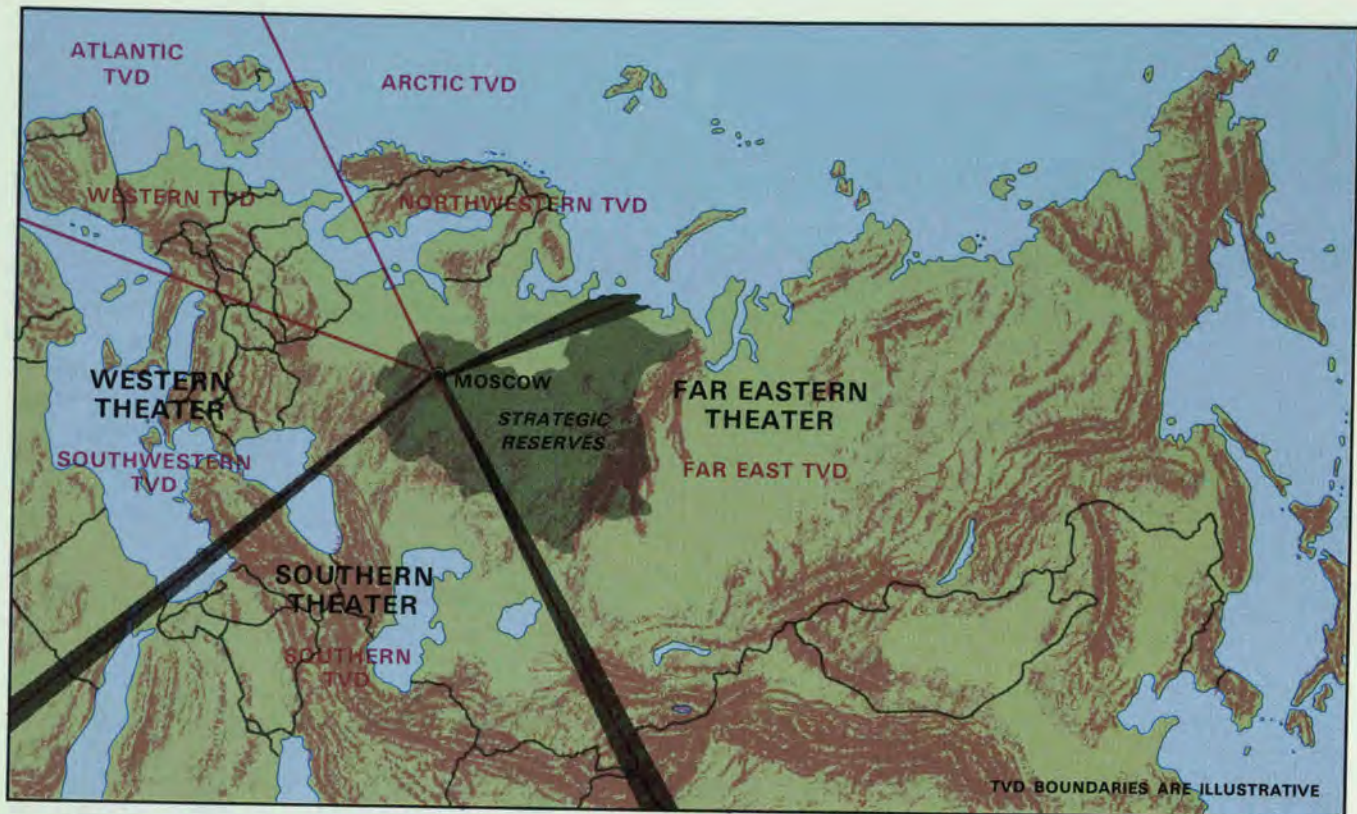 ATLANTIC
TVD
ARCTIC TVD
WESTERN TVD
NORTHWESTERN TVD
WESTERN
THEATER
MOSCOW
STRATEGIC
RESERVES
FAR EASTERN
THEATER
SOUTHWESTERN
TVD
FAR EAST TVD
SOUTHERN
THEATER
SOUTHERN
TVD
TVD BOUNDARIES ARE ILLUSTRATIVE